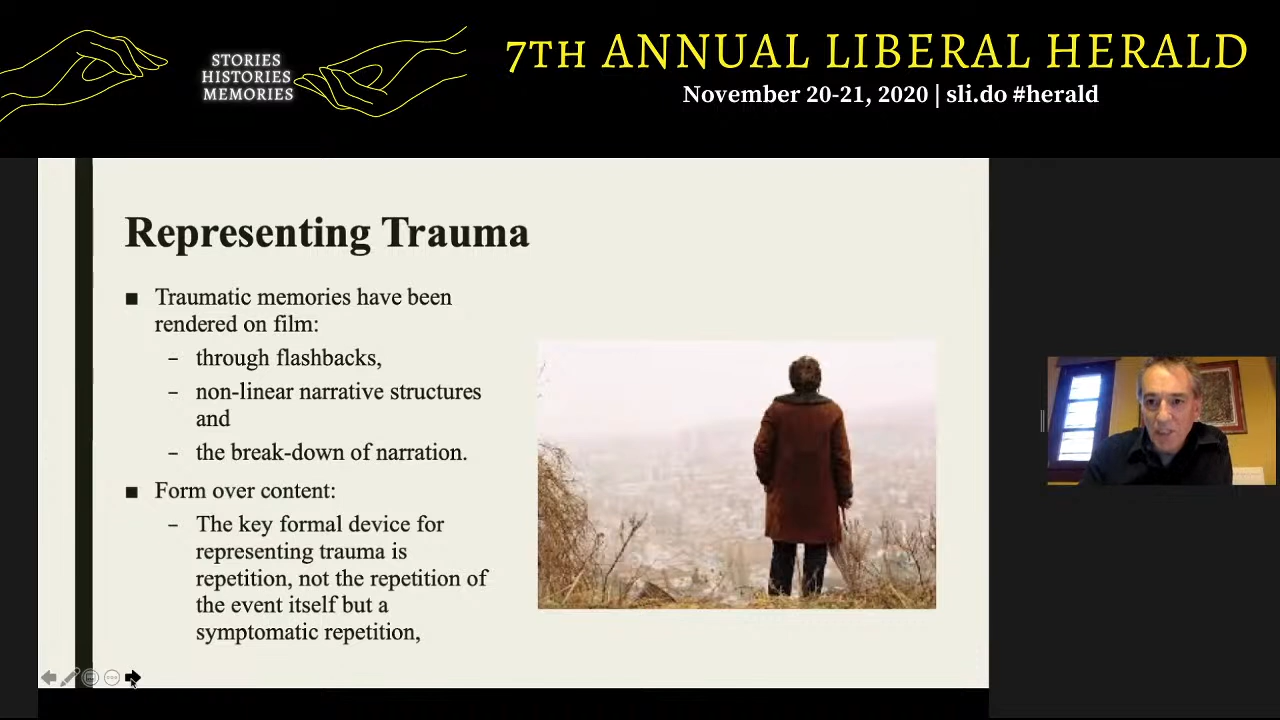 STORIES
HISTORIES
MEMORIES
7TH ANNUAL LIBERAL HERALD
November 20-21, 2020 | sli.do #herald
Representing Trauma
■ Traumatic memories have been
rendered on film:
– through flashbacks,
– non-linear narrative structures
and
– the break-down of narration.
■ Form over content:
– The key formal device for
representing trauma is
repetition, not the repetition of
the event itself but a
symptomatic repetition,